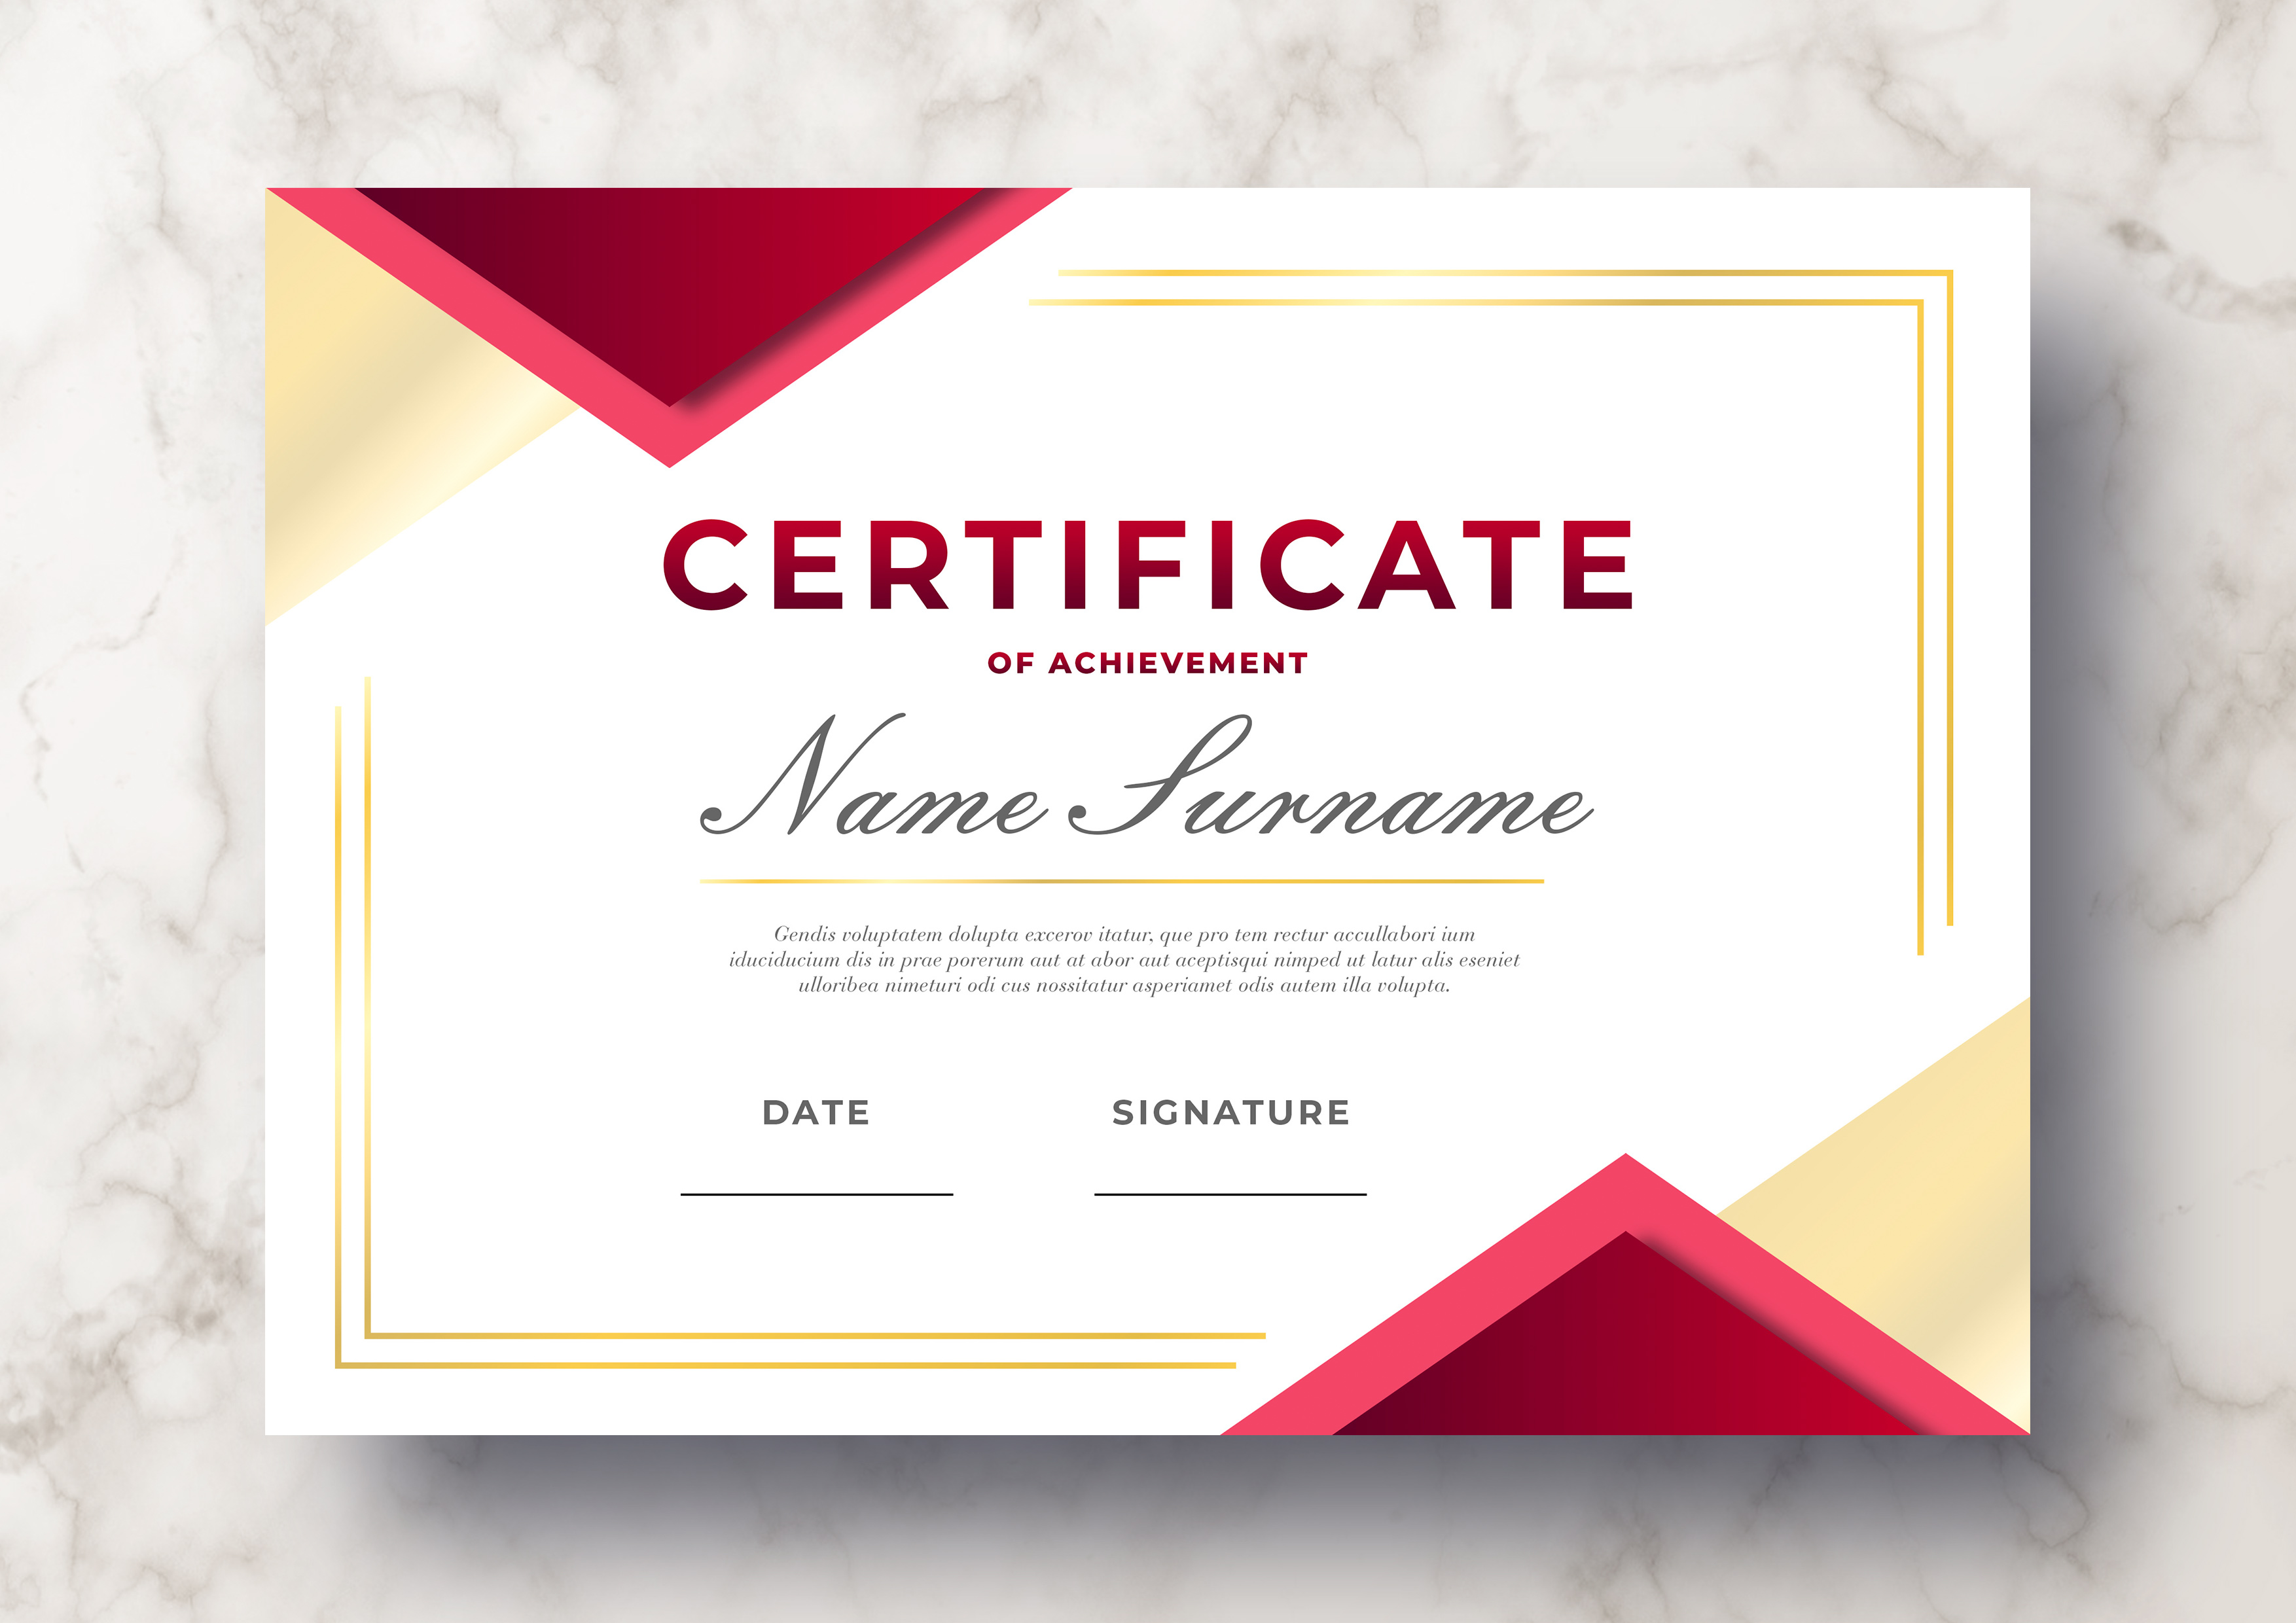 CERTIFICATE
OF ACHIEVEMENT
Name Surname
Gendis voluptatem dolupta excerov itatur, que pro tem rectur accullabori ium
iduciducium dis in prae porerum aut at abor aut aceptisqui nimped ut latur alis eseniet
ulloribea nimeturi odi cus nossitatur asperiamet odis autem illa volupta.
DATE SIGNATURE